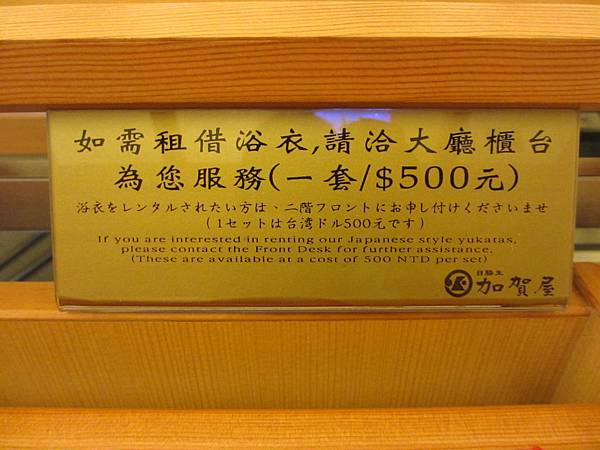 如需租借浴衣,請洽大廳櫃台
為您服務(一套/$500元)
浴衣をレンタルされたい方は、二階フロントにお申し付けくださいませ
(1セットは台湾ドル500元です)
If you are interested in renting our Japanese style yukatas,
please contact the Front Desk for further assistance.
(These are available at a cost of 500 NTD per set)
日勝生
加賀屋